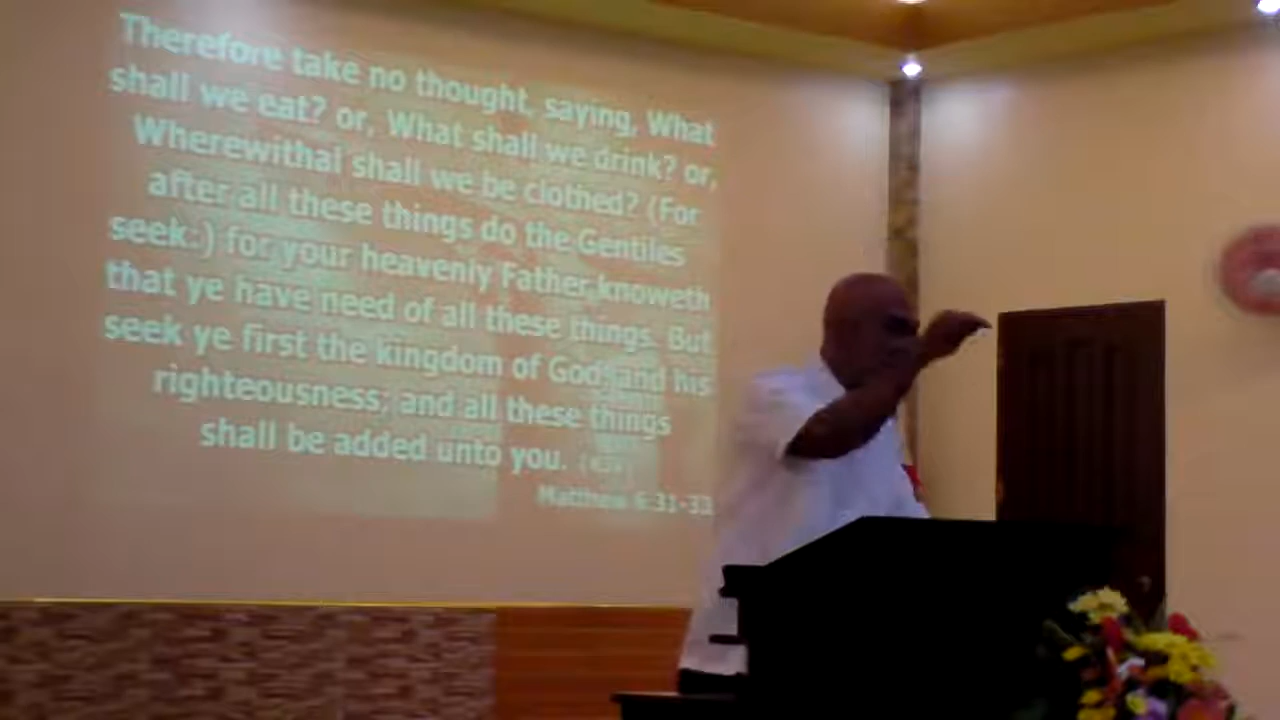 Therefore take no thought, saying, What
shall we eat? or, What shall we drink? or,
Wherewithal shall we be clothed? (For
after all these things do the Gentiles
seek:) for your heavenly Father knoweth
that ye have need of all these things. But
seek ye first the kingdom of God, and his
righteousness; and all these things
shall be added unto you.
Matthew 6:31-33